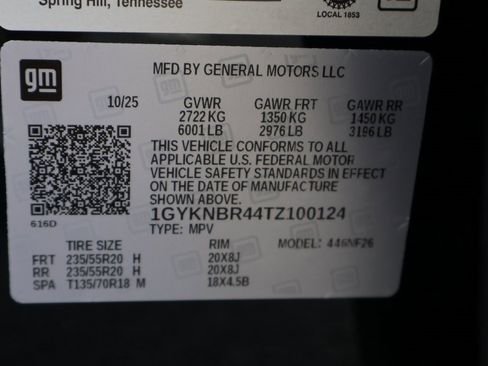 Spring Hill, Tennessee
LOCAL 1853
gm
MFD BY GENERAL MOTORS LLC
10/25 GVWR GAWR FRT GAWR RR
2722 KG 1350 KG 1450 KG
6001 LB 2976 LB 3196 LB
THIS VEHICLE CONFORMS TO ALL
APPLICABLE U.S. FEDERAL MOTOR
VEHICLE SAFETY STANDARDS IN EFFECT
ON THE DATE OF MANUFACTURE
SHOWN ABOVE.
616D
1GYKNBR44TZ100124
TYPE: MPV
TIRE SIZE RIM MODEL: 446NF26
FRT 235/55R20 H 20X8J
RR 235/55R20 H 20X8J
SPA T135/70R18 M 18X4.5B